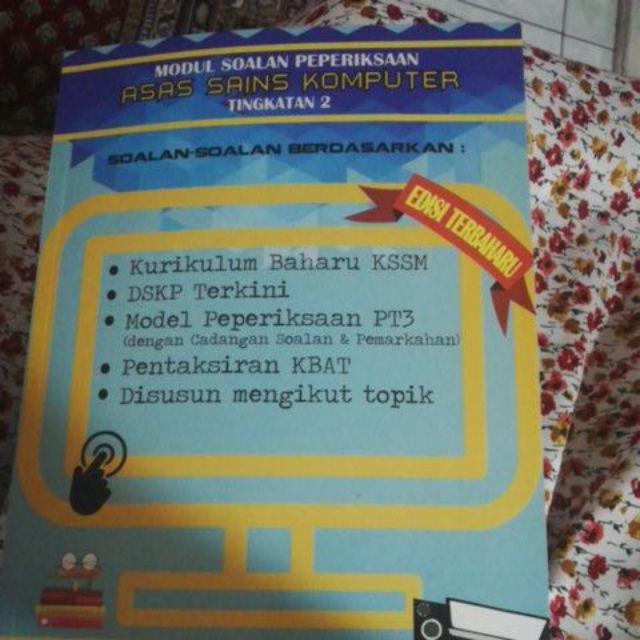 MODUL SOALAN PEPERIKSAAN
ASAS SAINS KOMPUTER
TINGKATAN 2
SOALAN-SOALAN BERDASARKAN :
EDISI TERBAHARU
• Kurikulum Baharu KSSM
• DSKP Terkini
• Model Peperiksaan PT3
(dengan Cadangan Soalan & Pemarkahan)
• Pentaksiran KBAT
• Disusun mengikut topik